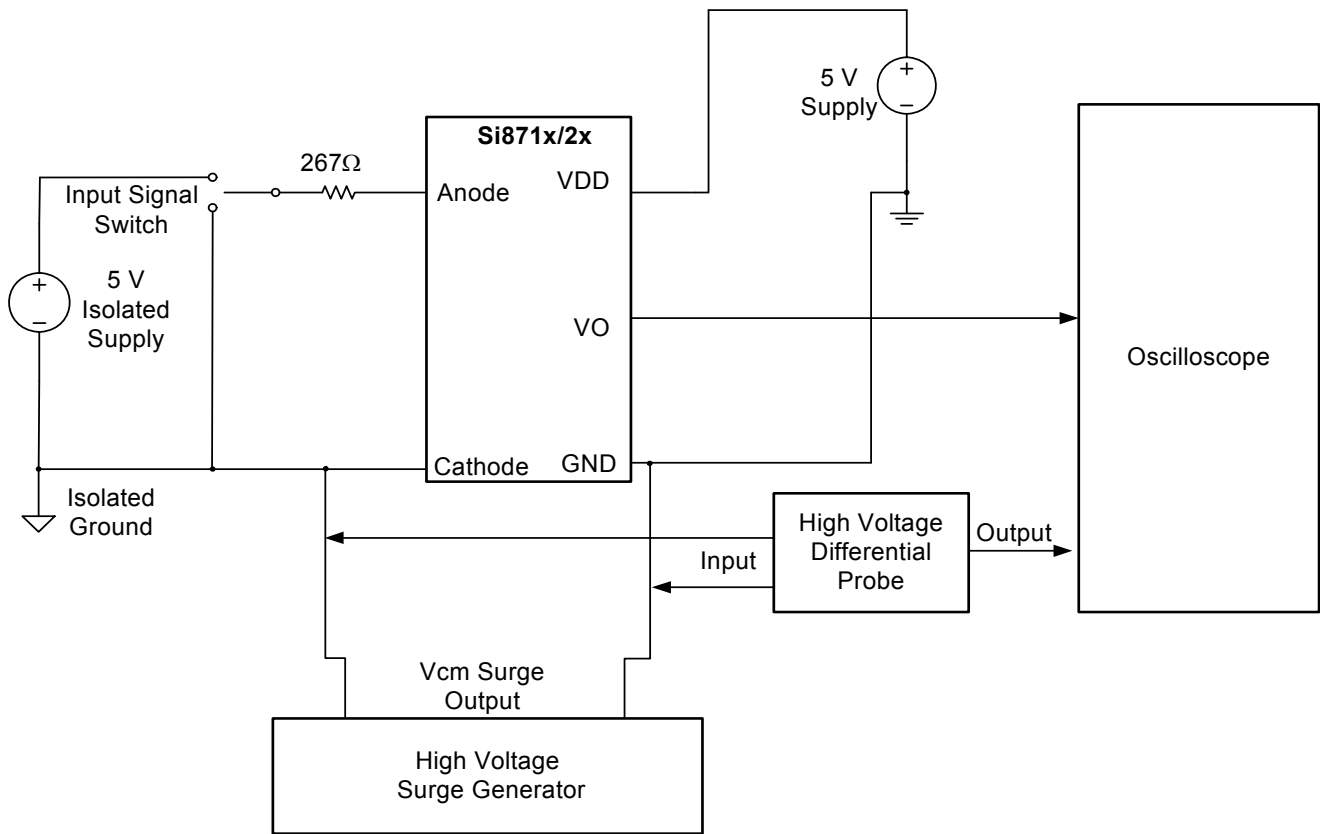 5 V
Supply
Si871x/2x
267Ω
Input Signal
Switch
Anode
VDD
5 V
Isolated
Supply
+
−
+
−
VO
Oscilloscope
Cathode
GND
Isolated
Ground
High Voltage
Differential
Probe
Output
Input
Vcm Surge
Output
High Voltage
Surge Generator